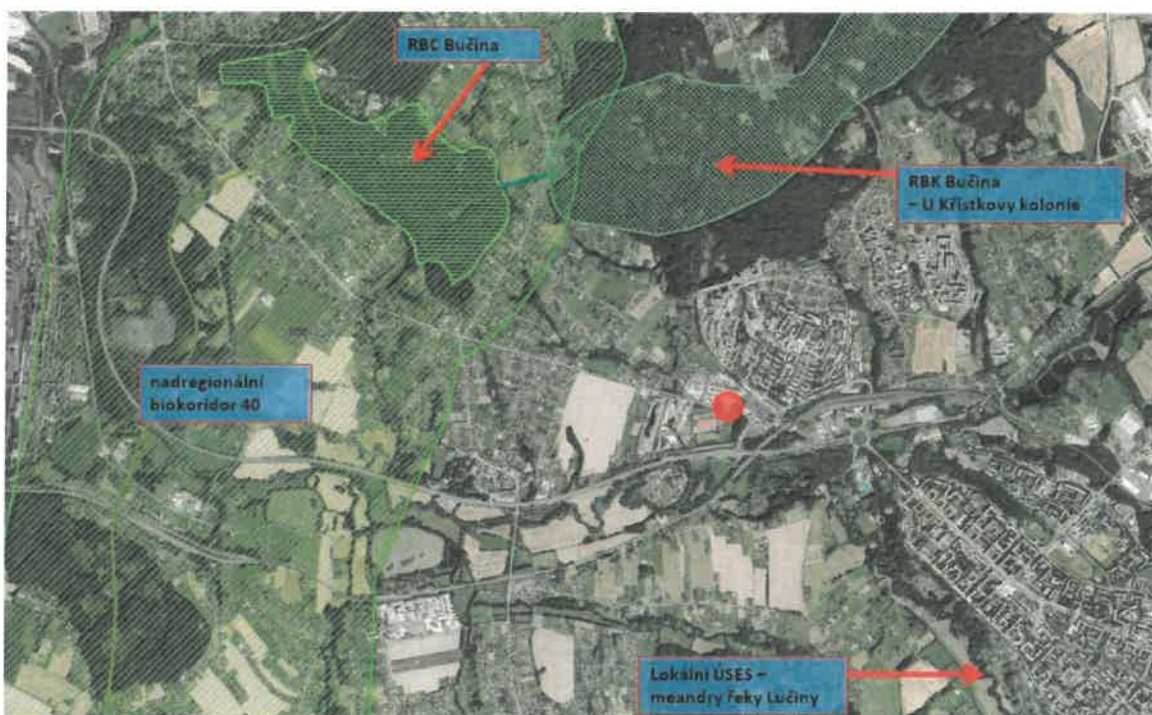 RBC Bučina
RBK Bučina
– U Křístkovy kolonie
nadregionální
biokoridor 40
Lokální ÚSES –
meandry řeky Lučiny